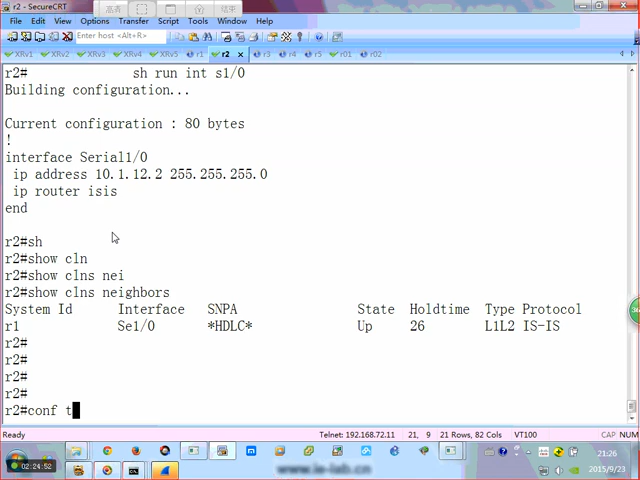 r2 - SecureCRT
File Edit View Options Transfer Script Tools Window Help
Enter host <Alt+R>
XRv1 XRv2 XRv3 XRv4 XRv5 r1 r2 r3 r4 r5 r01 r02
r2# sh run int s1/0
Building configuration...
Current configuration : 80 bytes
!
interface Serial1/0
ip address 10.1.12.2 255.255.255.0
ip router isis
end
r2#sh
r2#show cln
r2#show clns nei
r2#show clns neighbors
System Id Interface SNPA State Holdtime Type Protocol
r1 Se1/0 *HDLC* Up 26 L1L2 IS-IS
r2#
r2#
r2#
r2#
r2#conf t
Ready Telnet: 192.168.72.11 21, 9 21 Rows, 82 Cols VT100 CAP NUM
21:26
02:24:52
2015/9/23
www.ie-lab.cn